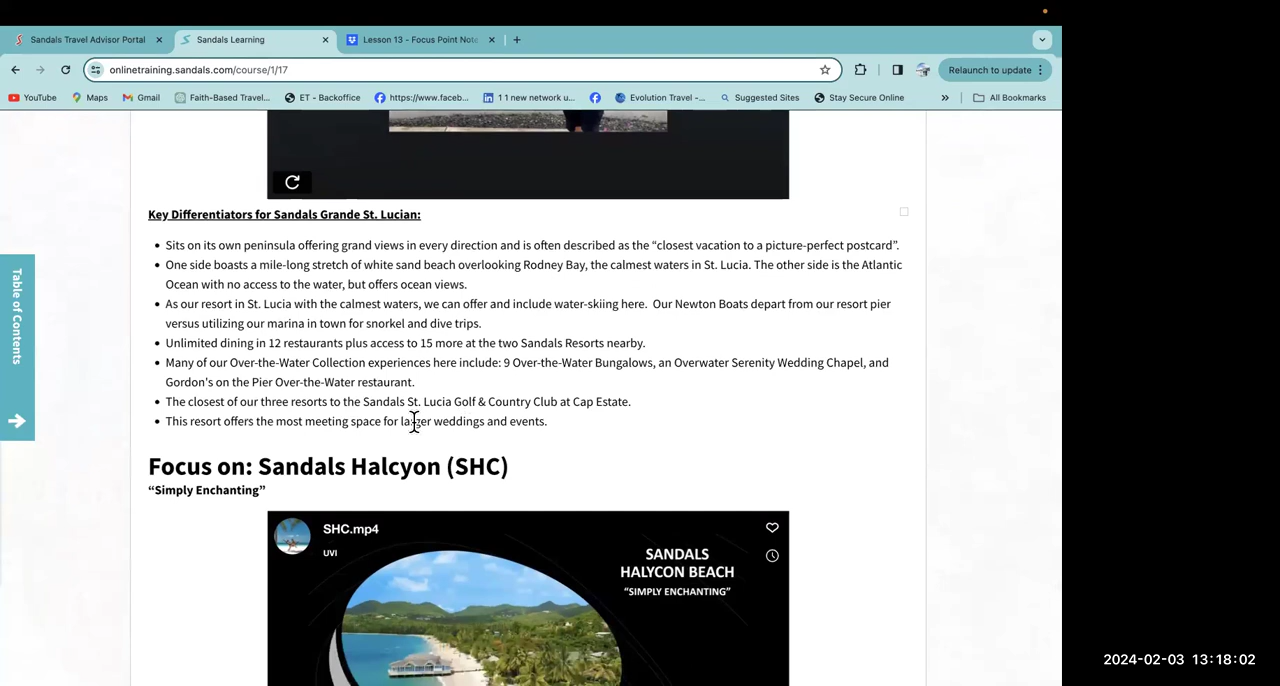 Sandals Travel Advisor Portal
Sandals Learning
Lesson 13 - Focus Point Not
onlinetraining.sandals.com/course/1/17
Relaunch to update
YouTube
Maps
Gmail
Faith-Based Travel...
ET - Backoffice
https://www.faceb...
1 1 new network u...
Evolution Travel -...
Suggested Sites
Stay Secure Online
»
All Bookmarks
Key Differentiators for Sandals Grande St. Lucian:
• Sits on its own peninsula offering grand views in every direction and is often described as the “closest vacation to a picture-perfect postcard”.
• One side boasts a mile-long stretch of white sand beach overlooking Rodney Bay, the calmest waters in St. Lucia. The other side is the Atlantic
Ocean with no access to the water, but offers ocean views.
• As our resort in St. Lucia with the calmest waters, we can offer and include water-skiing here.  Our Newton Boats depart from our resort pier
versus utilizing our marina in town for snorkel and dive trips.
• Unlimited dining in 12 restaurants plus access to 15 more at the two Sandals Resorts nearby.
• Many of our Over-the-Water Collection experiences here include: 9 Over-the-Water Bungalows, an Overwater Serenity Wedding Chapel, and
Gordon's on the Pier Over-the-Water restaurant.
• The closest of our three resorts to the Sandals St. Lucia Golf & Country Club at Cap Estate.
• This resort offers the most meeting space for larger weddings and events.
Table of Contents
Focus on: Sandals Halcyon (SHC)
“Simply Enchanting”
SHC.mp4
UVI
SANDALS
HALCYON BEACH
“SIMPLY ENCHANTING”
2024-02-03 13:18:02